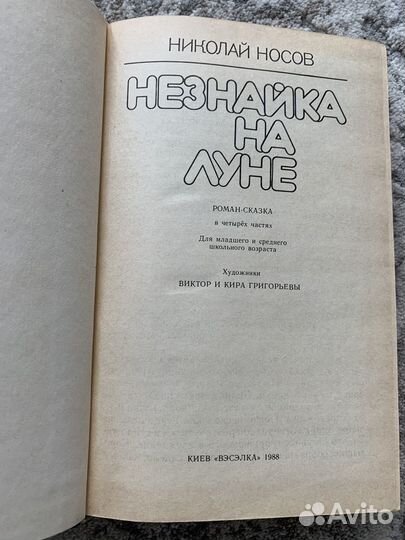 НИКОЛАЙ НОСОВ
НЕЗНАЙКА
НА
ЛУНЕ
РОМАН-СКАЗКА
в четырёх частях
Для младшего и среднего
школьного возраста
Художники
ВИКТОР И КИРА ГРИГОРЬЕВЫ
КИЕВ «ВЭСЭЛКА» 1988
Avito